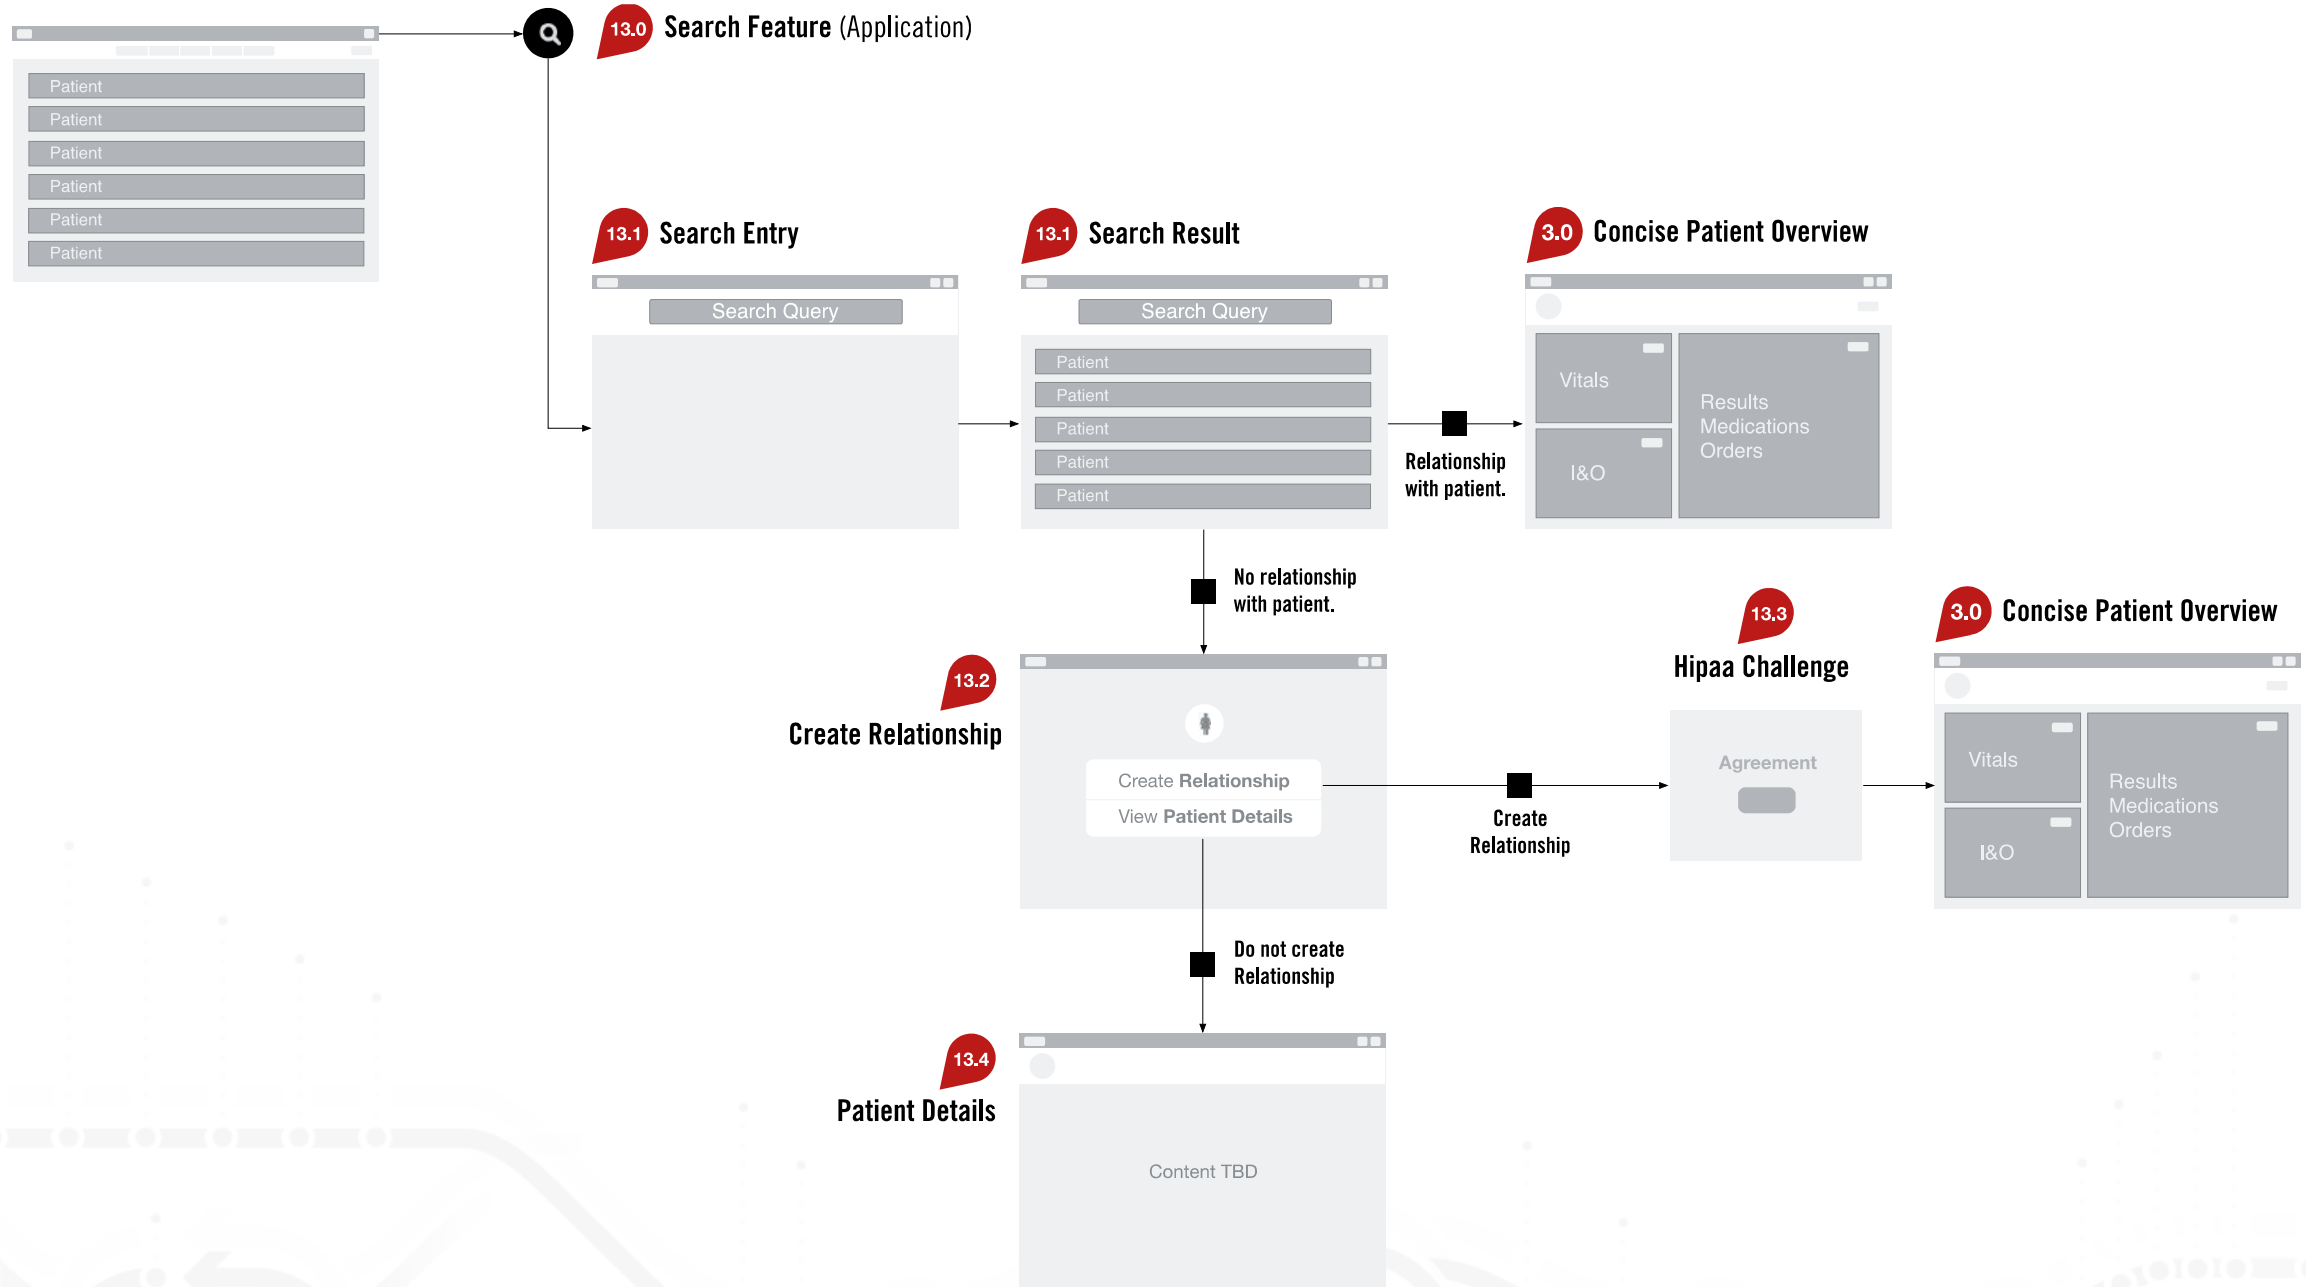 13.0 Search Feature (Application)
Patient
Patient
Patient
Patient
Patient
Patient
13.1 Search Entry
Search Query
13.1 Search Result
Search Query
Patient
Patient
Patient
Patient
Patient
Relationship
with patient.
3.0 Concise Patient Overview
Vitals
I&O
Results
Medications
Orders
No relationship
with patient.
13.2
Create Relationship
Create Relationship
View Patient Details
Create
Relationship
13.3
Hipaa Challenge
Agreement
3.0 Concise Patient Overview
Vitals
I&O
Results
Medications
Orders
Do not create
Relationship
13.4
Patient Details
Content TBD